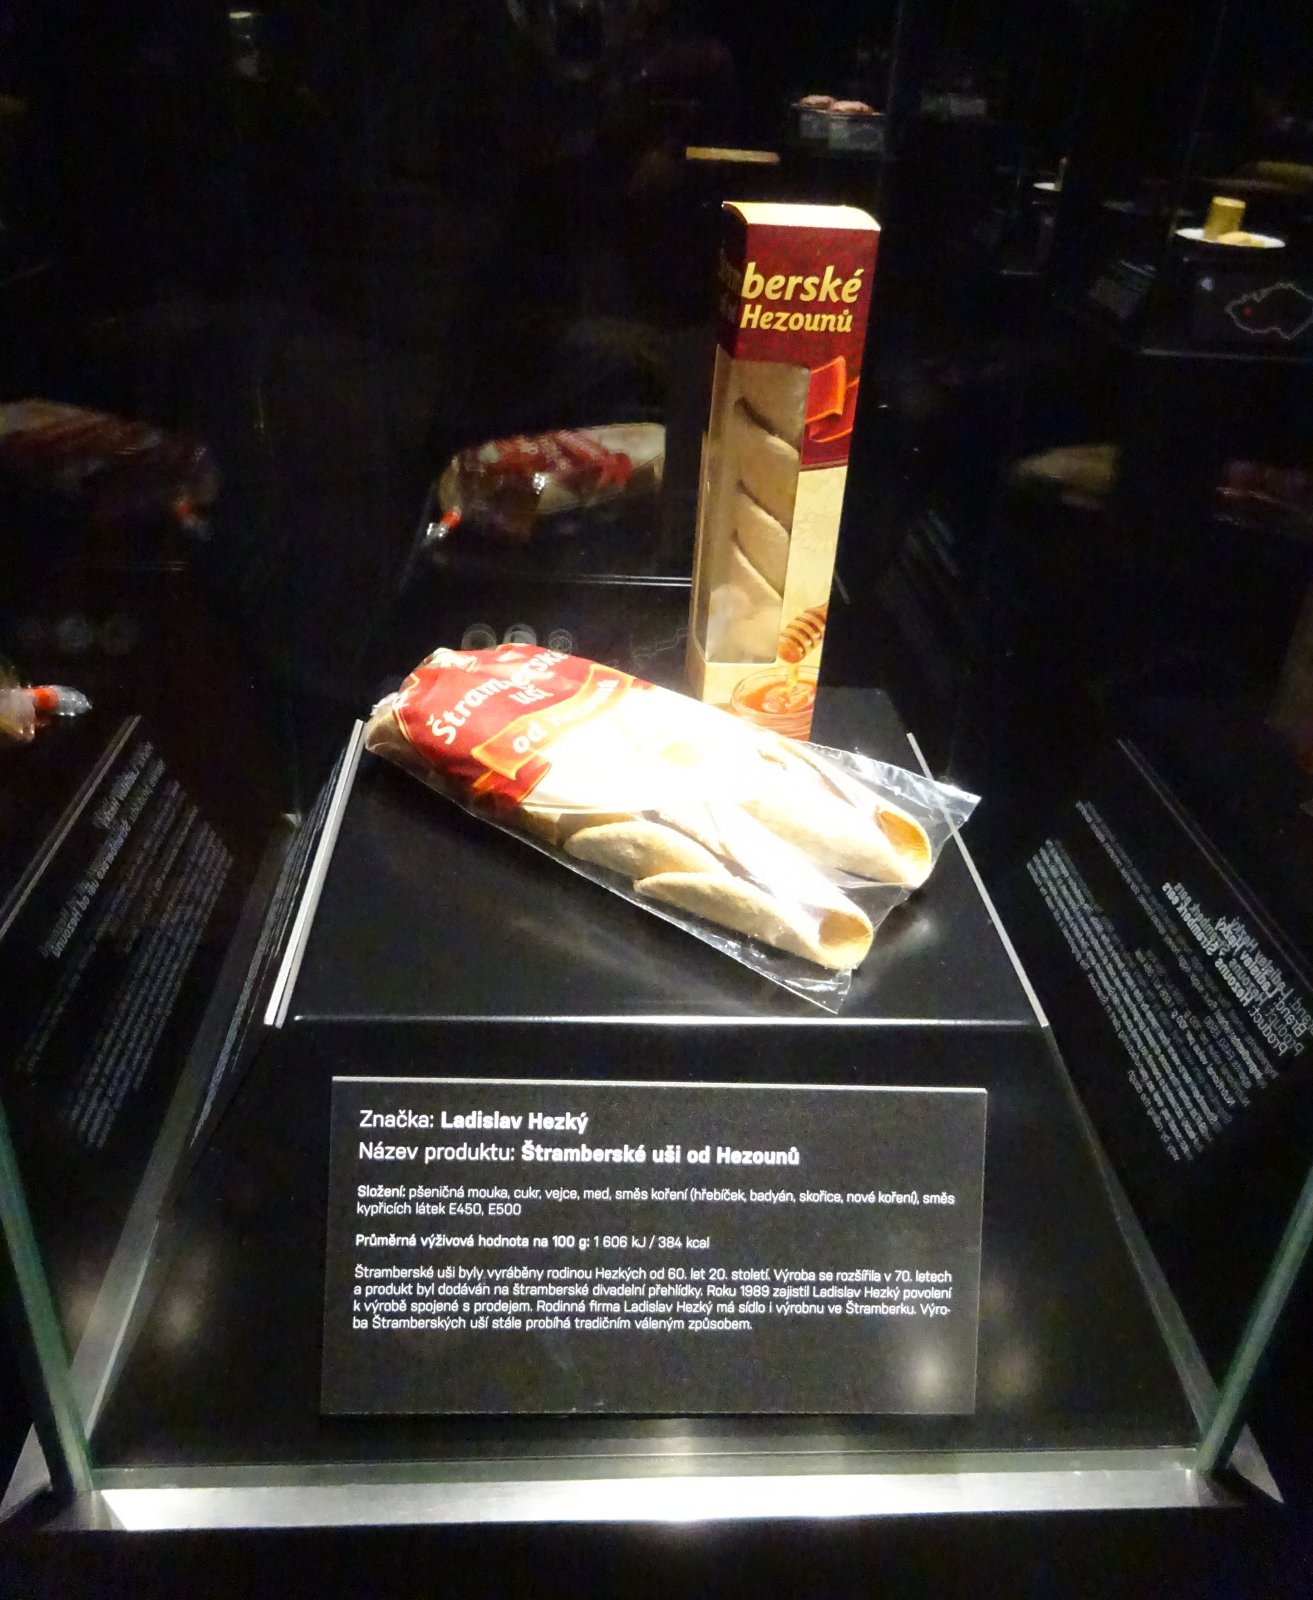 berské
Hezounů
Štramberské
uši
od
Značka: Ladislav Hezký
Název produktu: Štramberské uši od Hezounů
Složení: pšeničná mouka, cukr, vejce, med, směs koření (hřebíček, badyán, skořice, nové koření), směs
kypřicích látek E450, E500
Průměrná výživová hodnota na 100 g: 1 606 kJ / 384 kcal
Štramberské uši byly vyráběny rodinou Hezkých od 60. let 20. století. Výroba se rozšířila v 70. letech
a produkt byl dodáván na štramberské divadelní přehlídky. Roku 1989 zajistil Ladislav Hezký povolení
k výrobě spojené s prodejem. Rodinná firma Ladislav Hezký má sídlo i výrobnu ve Štramberku. Výro-
ba Štramberských uší stále probíhá tradičním váleným způsobem.